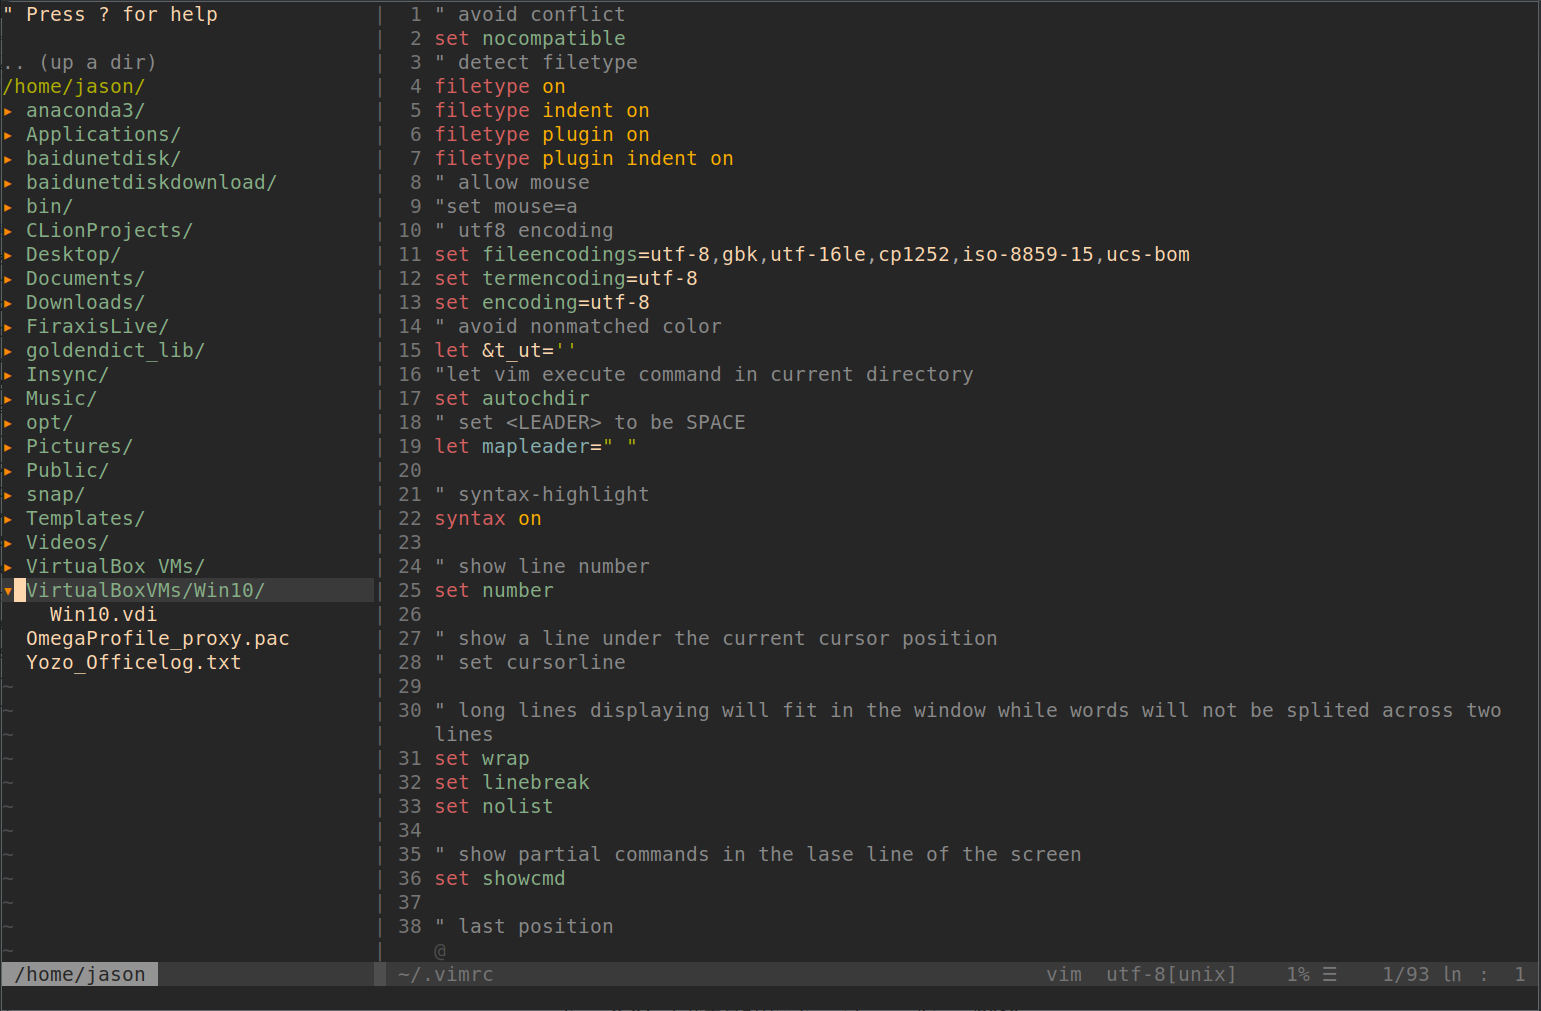 " Press ? for help
.. (up a dir)
/home/jason/
▸ anaconda3/
▸ Applications/
▸ baidunetdisk/
▸ baidunetdiskdownload/
▸ bin/
▸ CLionProjects/
▸ Desktop/
▸ Documents/
▸ Downloads/
▸ FiraxisLive/
▸ goldendict_lib/
▸ Insync/
▸ Music/
▸ opt/
▸ Pictures/
▸ Public/
▸ snap/
▸ Templates/
▸ Videos/
▸ VirtualBox VMs/
▾ VirtualBoxVMs/Win10/
Win10.vdi
OmegaProfile_proxy.pac
Yozo_Officelog.txt
~
~
~
~
~
~
~
~
~
~
~
~
/home/jason
1 " avoid conflict
2 set nocompatible
3 " detect filetype
4 filetype on
5 filetype indent on
6 filetype plugin on
7 filetype plugin indent on
8 " allow mouse
9 "set mouse=a
10 " utf8 encoding
11 set fileencodings=utf-8,gbk,utf-16le,cp1252,iso-8859-15,ucs-bom
12 set termencoding=utf-8
13 set encoding=utf-8
14 " avoid nonmatched color
15 let &t_ut=''
16 "let vim execute command in current directory
17 set autochdir
18 " set <LEADER> to be SPACE
19 let mapleader=" "
20
21 " syntax-highlight
22 syntax on
23
24 " show line number
25 set number
26
27 " show a line under the current cursor position
28 " set cursorline
29
30 " long lines displaying will fit in the window while words will not be splited across two
lines
31 set wrap
32 set linebreak
33 set nolist
34
35 " show partial commands in the lase line of the screen
36 set showcmd
37
38 " last position
@
~/.vimrc vim utf-8[unix] 1% ☰ 1/93 ln : 1